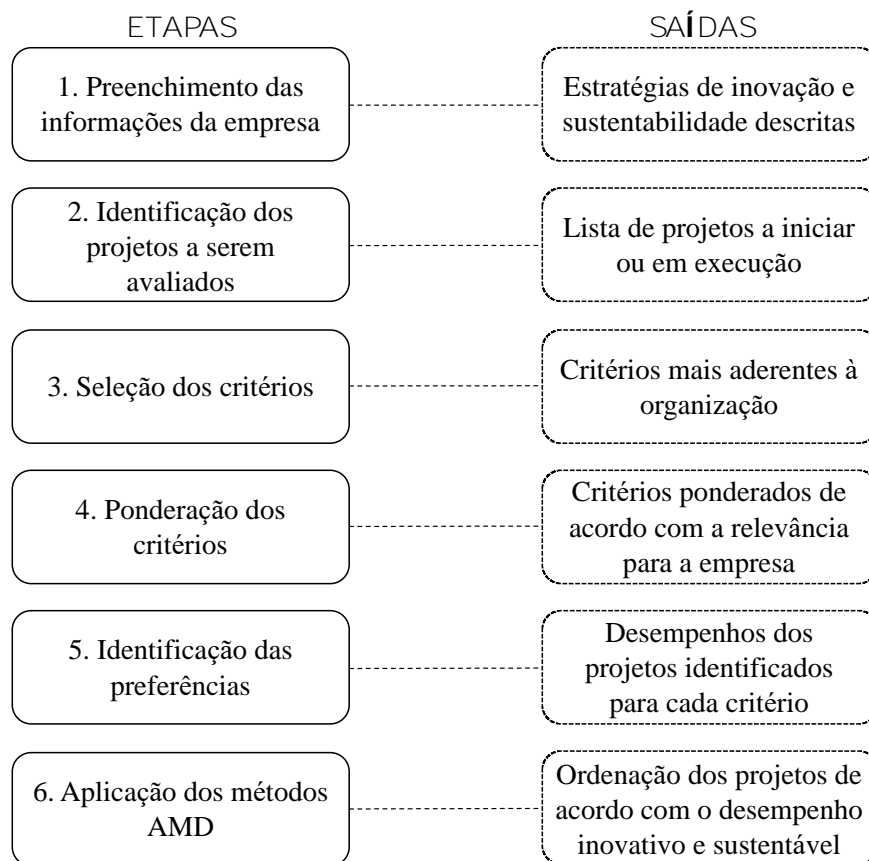 ETAPAS
SAÍDAS
1. Preenchimento das
informações da empresa
Estratégias de inovação e
sustentabilidade descritas
2. Identificação dos
projetos a serem
avaliados
Lista de projetos a iniciar
ou em execução
3. Seleção dos critérios
Critérios mais aderentes à
organização
4. Ponderação dos
critérios
Critérios ponderados de
acordo com a relevância
para a empresa
5. Identificação das
preferências
Desempenhos dos
projetos identificados
para cada critério
6. Aplicação dos métodos
AMD
Ordenação dos projetos de
acordo com o desempenho
inovativo e sustentável